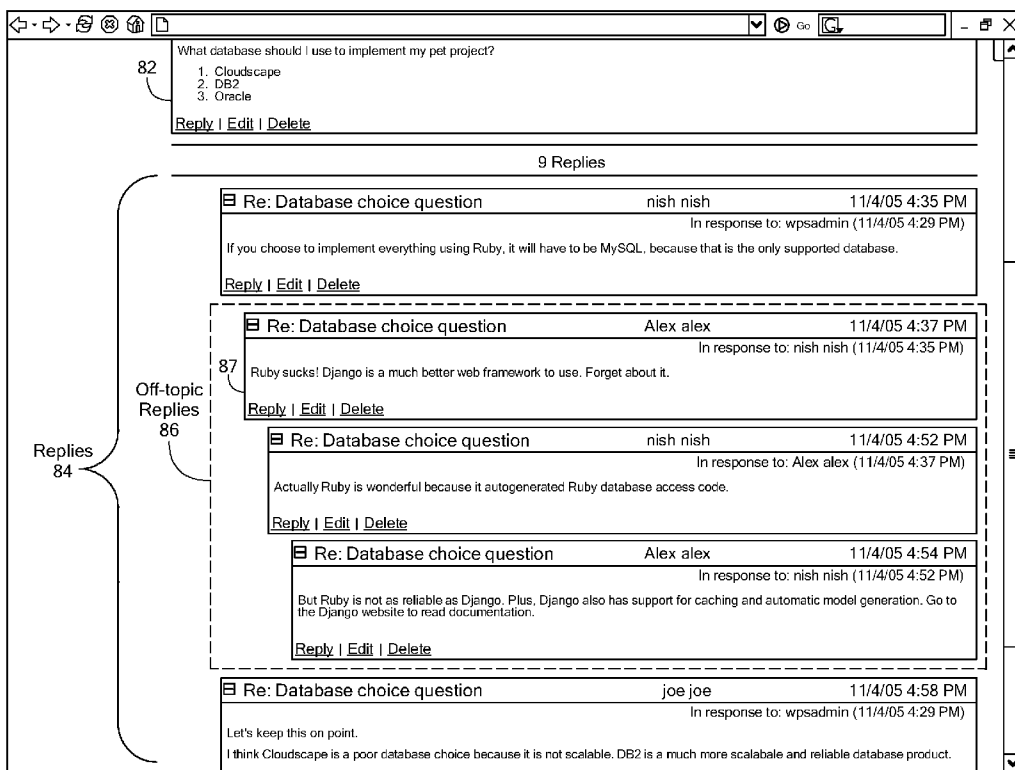 Go G
What database should I use to implement my pet project?
82
1. Cloudscape
2. DB2
3. Oracle
Reply | Edit | Delete
9 Replies
Re: Database choice question nish nish 11/4/05 4:35 PM
In response to: wpsadmin (11/4/05 4:29 PM)
If you choose to implement everything using Ruby, it will have to be MySQL, because that is the only supported database.
Reply | Edit | Delete
Re: Database choice question Alex alex 11/4/05 4:37 PM
In response to: nish nish (11/4/05 4:35 PM)
87
Ruby sucks! Django is a much better web framework to use. Forget about it.
Reply | Edit | Delete
Off-topic
Replies
86
Re: Database choice question nish nish 11/4/05 4:52 PM
In response to: Alex alex (11/4/05 4:37 PM)
Replies
84
Actually Ruby is wonderful because it autogenerated Ruby database access code.
Reply | Edit | Delete
Re: Database choice question Alex alex 11/4/05 4:54 PM
In response to: nish nish (11/4/05 4:52 PM)
But Ruby is not as reliable as Django. Plus, Django also has support for caching and automatic model generation. Go to
the Django website to read documentation.
Reply | Edit | Delete
Re: Database choice question joe joe 11/4/05 4:58 PM
In response to: wpsadmin (11/4/05 4:29 PM)
Let's keep this on point.
I think Cloudscape is a poor database choice because it is not scalable. DB2 is a much more scalabale and reliable database product.